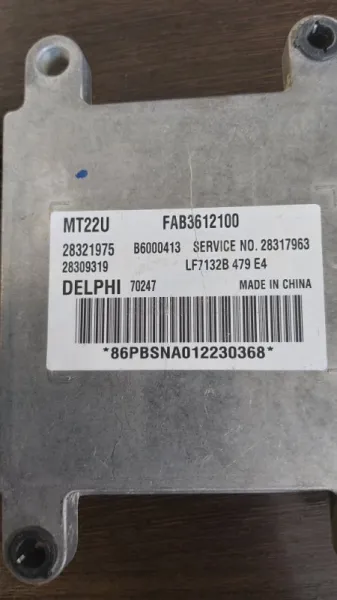 MT22U FAB3612100
28321975 B6000413 SERVICE NO. 28317963
28309319 LF7132B 479 E4
DELPHI 70247 MADE IN CHINA
*86PBSNA012230368*